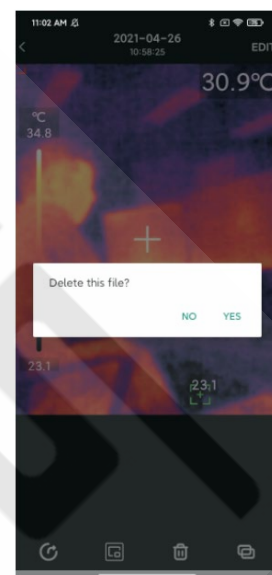 11:02 AM
2021-04-26
10:58:25
EDIT
30.9°C
°C
34.8
Delete this file?
NO YES
23.1
23.1